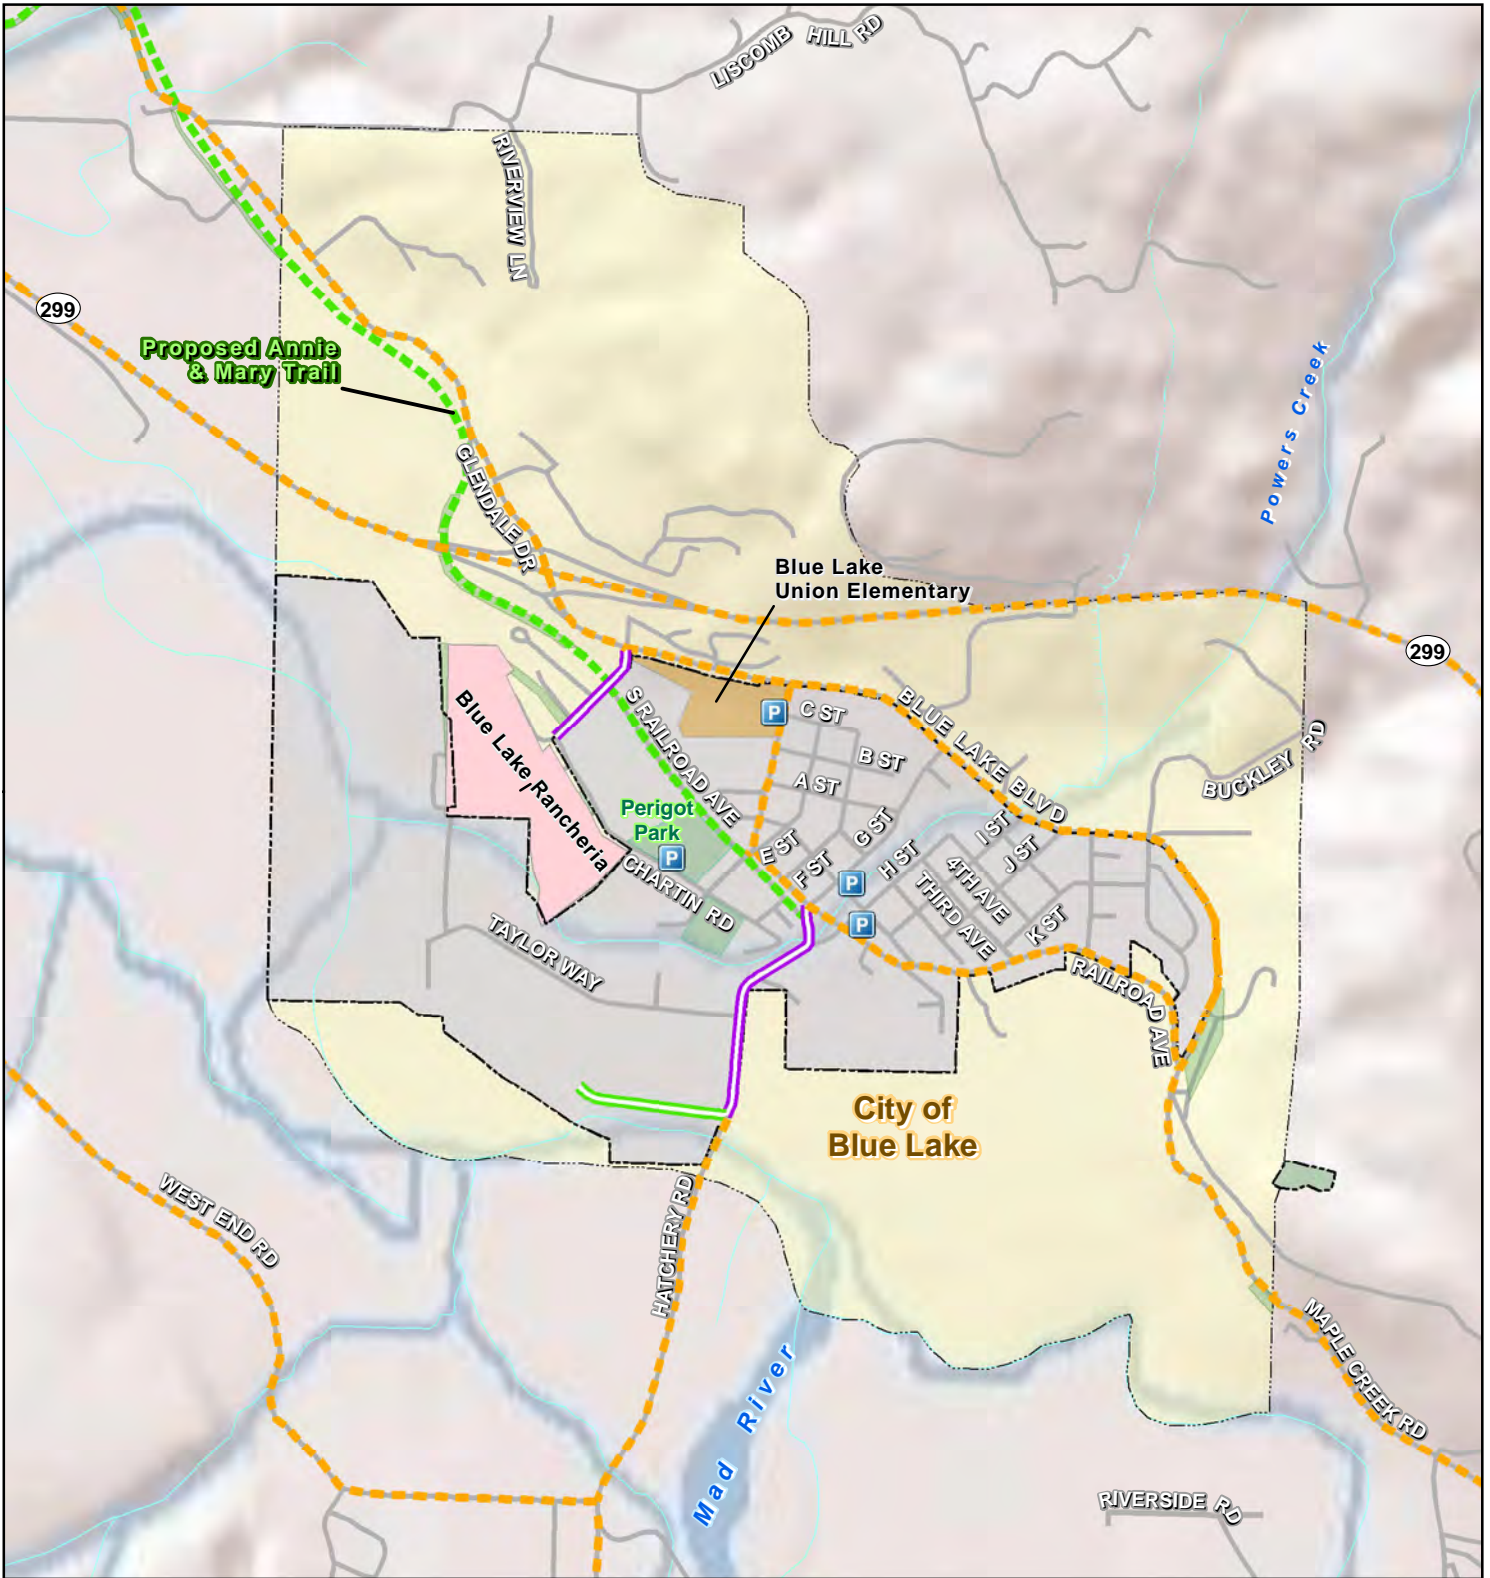 LISCOMB HILL RD
RIVERVIEW LN
299
Proposed Annie
& Mary Trail
Powers Creek
GLENDALE DR
Blue Lake
Union Elementary
299
S RAILROAD AVE
P
C ST
BLUE LAKE BLVD
BUCKLEY RD
B ST
A ST
Blue Lake Rancheria
Perigot
Park
P
G ST
I ST
J ST
E ST
F ST
H ST
4TH AVE
P
THIRD AVE
K ST
CHARTIN RD
P
TAYLOR WAY
RAILROAD AVE
City of
Blue Lake
WEST END RD
HATCHERY RD
MAPLE CREEK RD
Mad River
RIVERSIDE RD